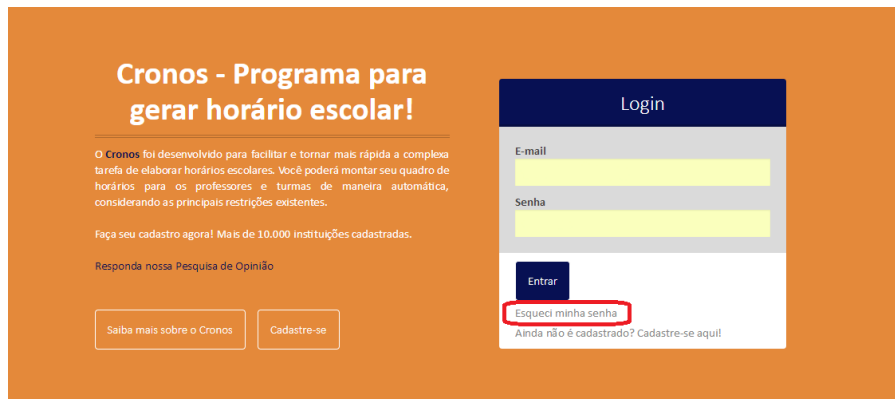 Cronos - Programa para
gerar horário escolar!
O Cronos foi desenvolvido para facilitar e tornar mais rápida a complexa
tarefa de elaborar horários escolares. Você poderá montar seu quadro de
horários para os professores e turmas de maneira automática,
considerando as principais restrições existentes.
Faça seu cadastro agora! Mais de 10.000 instituições cadastradas.
Responda nossa Pesquisa de Opinião
Saiba mais sobre o Cronos
Cadastre-se
Login
E-mail
Senha
Entrar
Esqueci minha senha
Ainda não é cadastrado? Cadastre-se aqui!